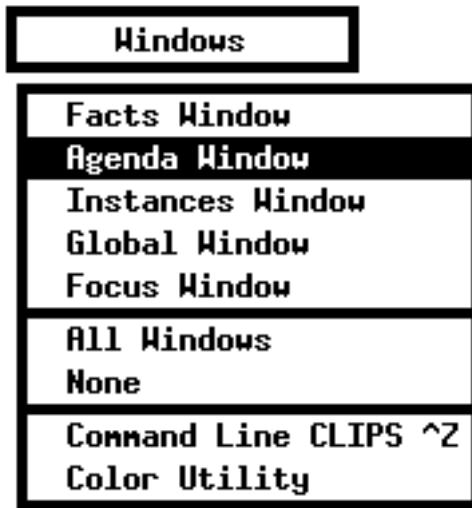 Windows
Facts Window
Agenda Window
Instances Window
Global Window
Focus Window
All Windows
None
Command Line CLIPS ^Z
Color Utility